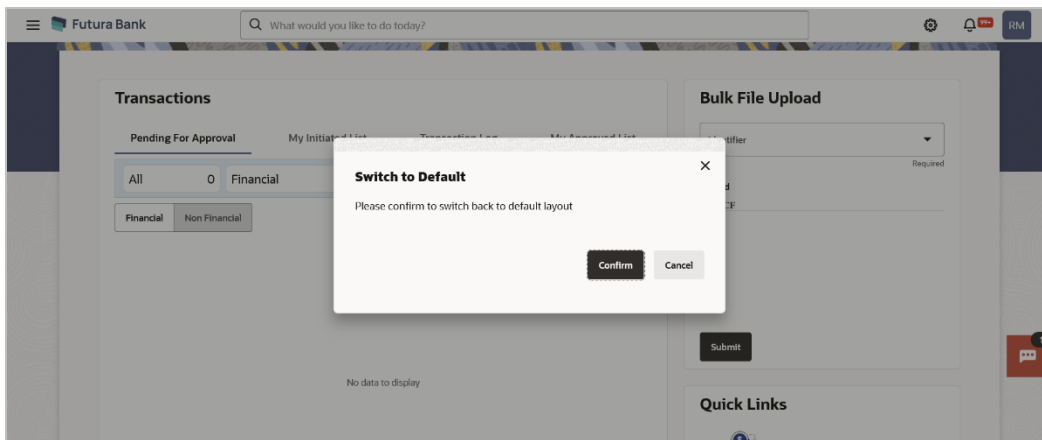 Futura Bank
What would you like to do today?
99+
RM
Transactions
Bulk File Upload
Pending For Approval
Required
All 0 Financial
Switch to Default
Please confirm to switch back to default layout
Financial Non Financial
Confirm Cancel
Submit
No data to display
Quick Links